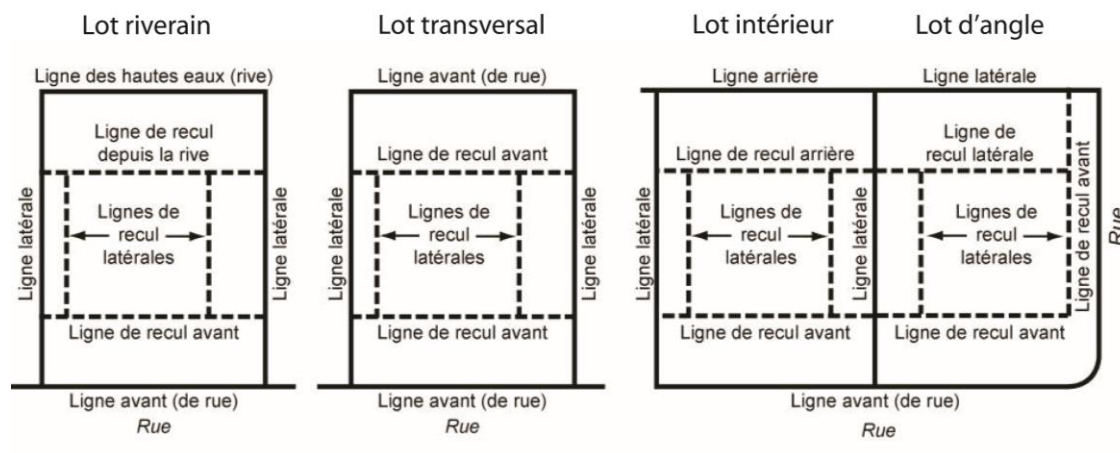 Lot riverain
Ligne des hautes eaux (rive)
Ligne de recul
depuis la rive
Ligne latérale
Lignes de
recul
latérales
Ligne latérale
Ligne de recul avant
Ligne avant (de rue)
Rue
Lot transversal
Ligne avant (de rue)
Ligne de recul avant
Ligne latérale
Lignes de
recul
latérales
Ligne latérale
Ligne de recul avant
Ligne avant (de rue)
Rue
Lot intérieur
Ligne arrière
Ligne de recul arrière
Ligne latérale
Lignes de
recul
latérales
Ligne latérale
Ligne de recul avant
Lot d’angle
Ligne latérale
Ligne de
recul latérale
Lignes de
recul
latérales
Ligne de recul avant
Rue
Ligne de recul avant
Ligne avant (de rue)
Rue